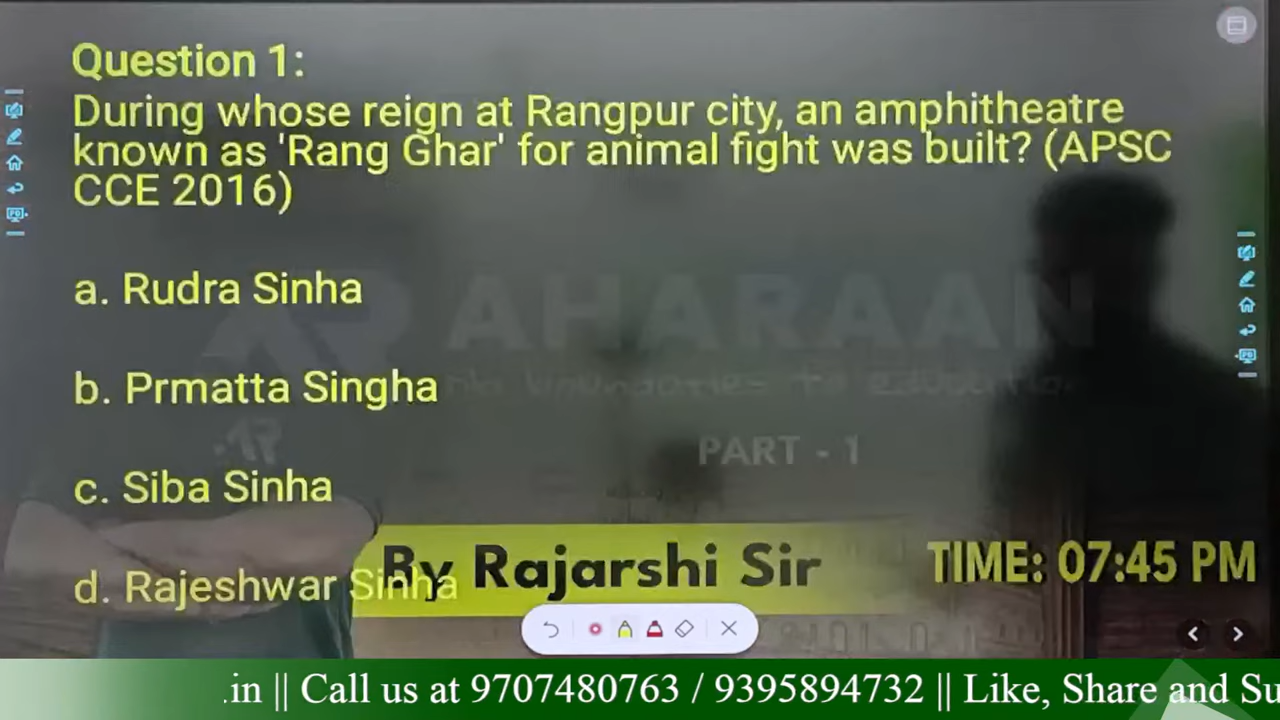 Question 1:
During whose reign at Rangpur city, an amphitheatre
known as 'Rang Ghar' for animal fight was built? (APSC
CCE 2016)
a. Rudra Sinha
b. Prmatta Singha
c. Siba Sinha
d. Rajeshwar Sinha
AHARAAN
PART - 1
By Rajarshi Sir
TIME: 07:45 PM
.in || Call us at 9707480763 / 9395894732 || Like, Share and Su